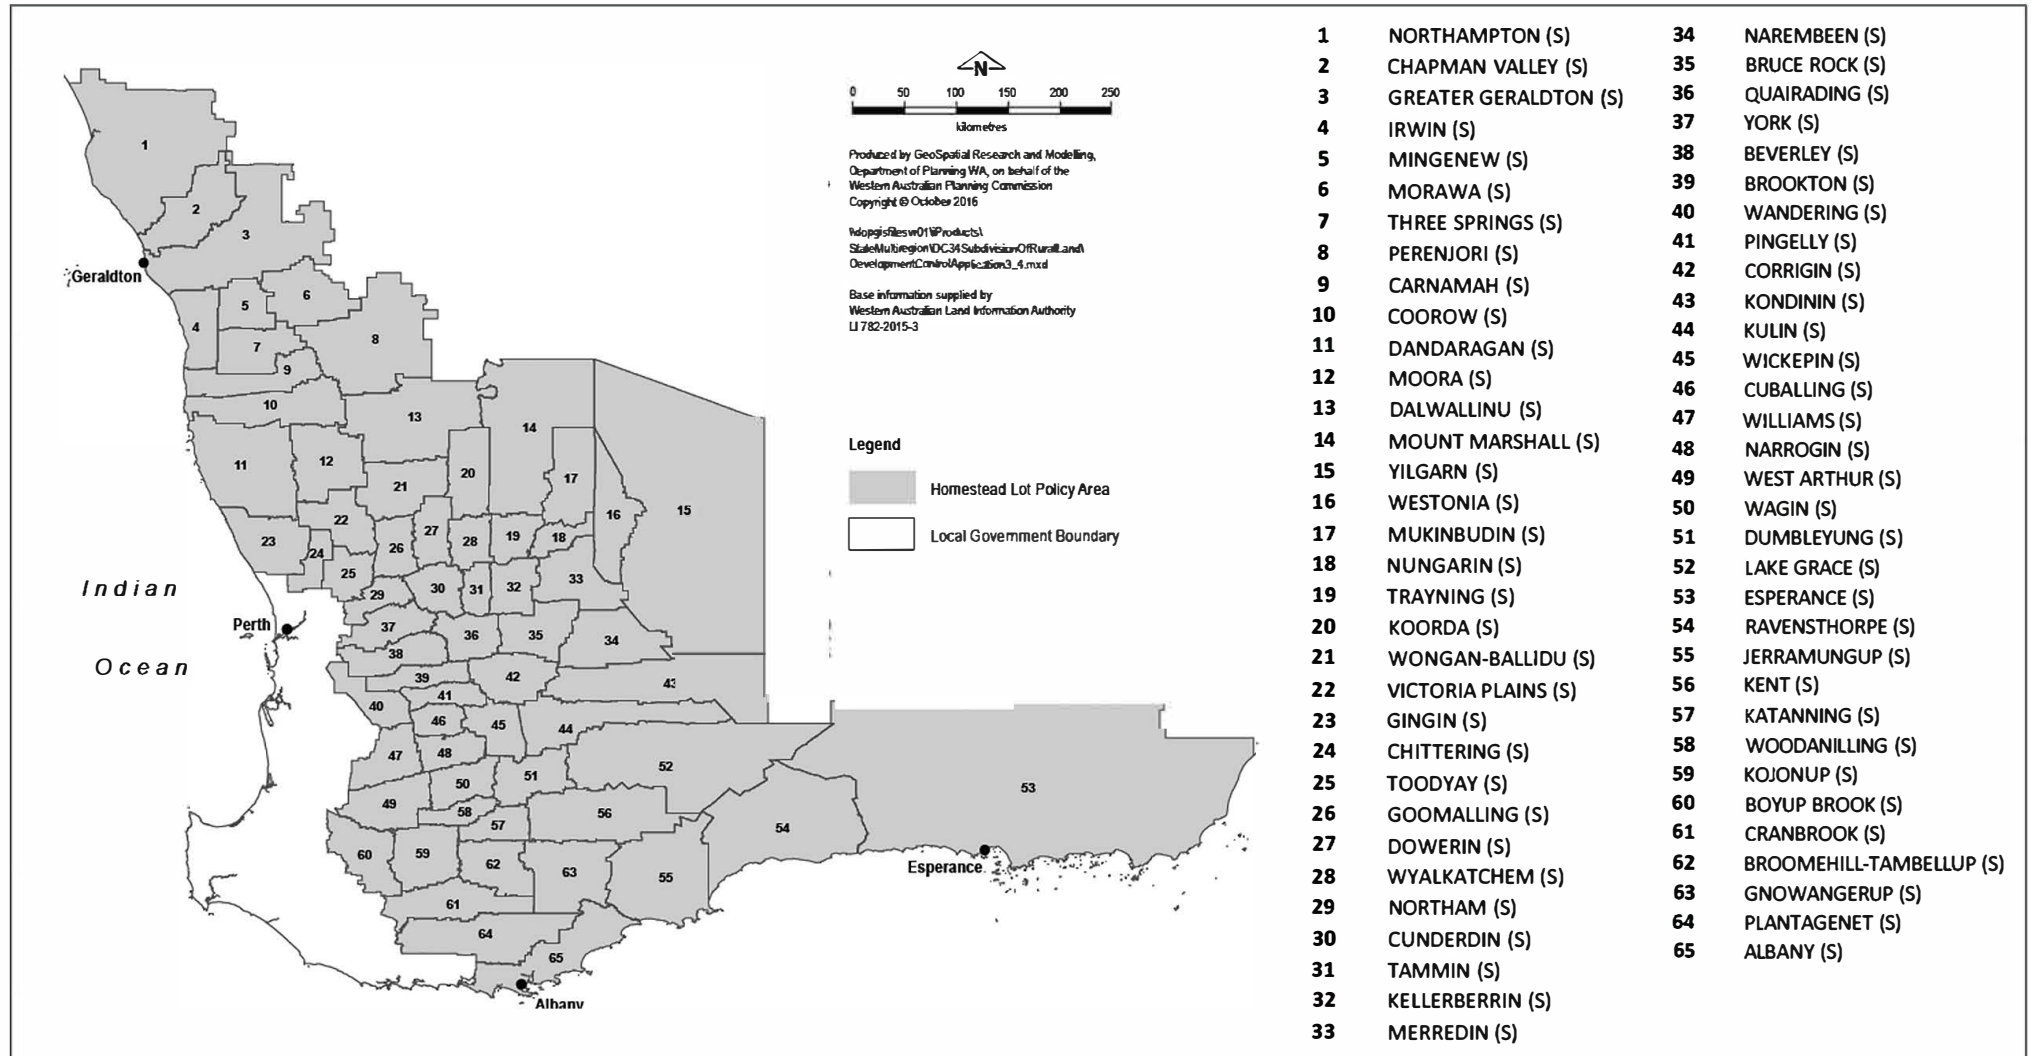 N
0 50 100 150 200 250
kilometres
Produced by GeoSpatial Research and Modelling,
Department of Planning WA, on behalf of the
Western Australian Planning Commission
Copyright © October 2016
StateMultiregion\DC34SubdivisionOfRuralLand\
DevelopmentControlApplication3_4.mxd
Base information supplied by
Western Australian Land Information Authority
LI 782-2015-3
Legend
Homestead Lot Policy Area
Local Government Boundary
Geraldton
Indian
Perth
Ocean
Esperance
Albany
1
2
3
4
5
6
7
8
9
10
11
12
13
14
15
16
17
18
19
20
21
22
23
24
25
26
27
28
29
30
31
32
33
34
35
36
37
38
39
40
41
42
43
44
45
46
47
48
49
50
51
52
53
54
55
56
57
58
59
60
61
62
63
64
65
1 NORTHAMPTON (S)
2 CHAPMAN VALLEY (S)
3 GREATER GERALDTON (S)
4 IRWIN (S)
5 MINGENEW (S)
6 MORAWA (S)
7 THREE SPRINGS (S)
8 PERENJORI (S)
9 CARNAMAH (S)
10 COOROW (S)
11 DANDARAGAN (S)
12 MOORA (S)
13 DALWALLINU (S)
14 MOUNT MARSHALL (S)
15 YILGARN (S)
16 WESTONIA (S)
17 MUKINBUDIN (S)
18 NUNGARIN (S)
19 TRAYNING (S)
20 KOORDA (S)
21 WONGAN-BALLIDU (S)
22 VICTORIA PLAINS (S)
23 GINGIN (S)
24 CHITTERING (S)
25 TOODYAY (S)
26 GOOMALLING (S)
27 DOWERIN (S)
28 WYALKATCHEM (S)
29 NORTHAM (S)
30 CUNDERDIN (S)
31 TAMMIN (S)
32 KELLERBERRIN (S)
33 MERREDIN (S)
34 NAREMBEEN (S)
35 BRUCE ROCK (S)
36 QUAIRADING (S)
37 YORK (S)
38 BEVERLEY (S)
39 BROOKTON (S)
40 WANDERING (S)
41 PINGELLY (S)
42 CORRIGIN (S)
43 KONDININ (S)
44 KULIN (S)
45 WICKEPIN (S)
46 CUBALLING (S)
47 WILLIAMS (S)
48 NARROGIN (S)
49 WEST ARTHUR (S)
50 WAGIN (S)
51 DUMBLEYUNG (S)
52 LAKE GRACE (S)
53 ESPERANCE (S)
54 RAVENSTHORPE (S)
55 JERRAMUNGUP (S)
56 KENT (S)
57 KATANNING (S)
58 WOODANILLING (S)
59 KOJONUP (S)
60 BOYUP BROOK (S)
61 CRANBROOK (S)
62 BROOMEHILL-TAMBELLUP (S)
63 GNOWANGERUP (S)
64 PLANTAGENET (S)
65 ALBANY (S)